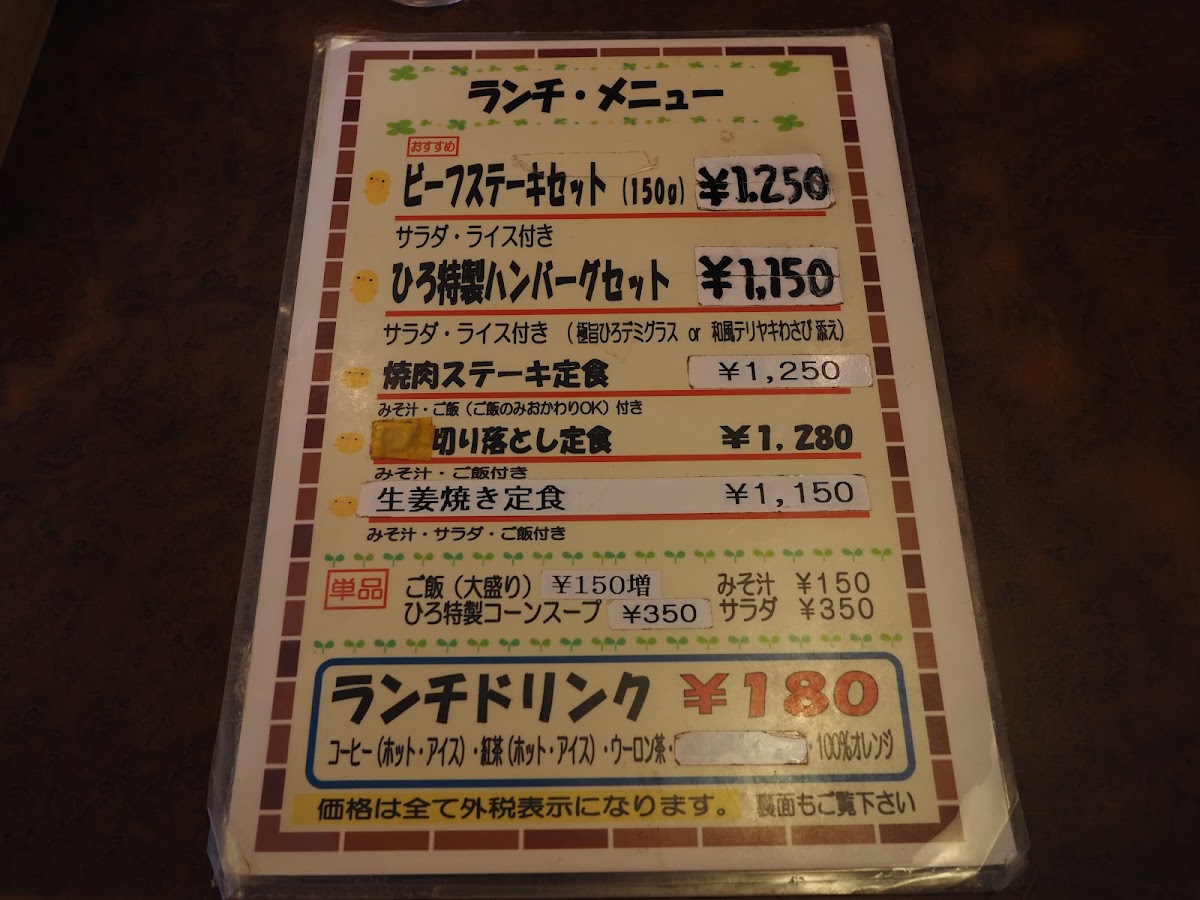 ランチ・メニュー
おすすめ
ビーフステーキセット (150g) ¥1.250
サラダ・ライス付き
ひろ特製ハンバーグセット ¥1,150
サラダ・ライス付き (極旨ひろデミグラス or 和風テリヤキわさび添え)
焼肉ステーキ定食 ¥1,250
みそ汁・ご飯(ご飯のみおかわりOK)付き
切り落とし定食 ¥1,280
みそ汁・ご飯付き
生姜焼き定食 ¥1,150
みそ汁・サラダ・ご飯付き
単品 ご飯(大盛り) ¥150増 みそ汁 ¥150
ひろ特製コーンスープ ¥350 サラダ ¥350
ランチドリンク ¥180
コーヒー(ホット・アイス)・紅茶(ホット・アイス)・ウーロン茶・ ・100%オレンジ
価格は全て外税表示になります。 裏面もご覧下さい